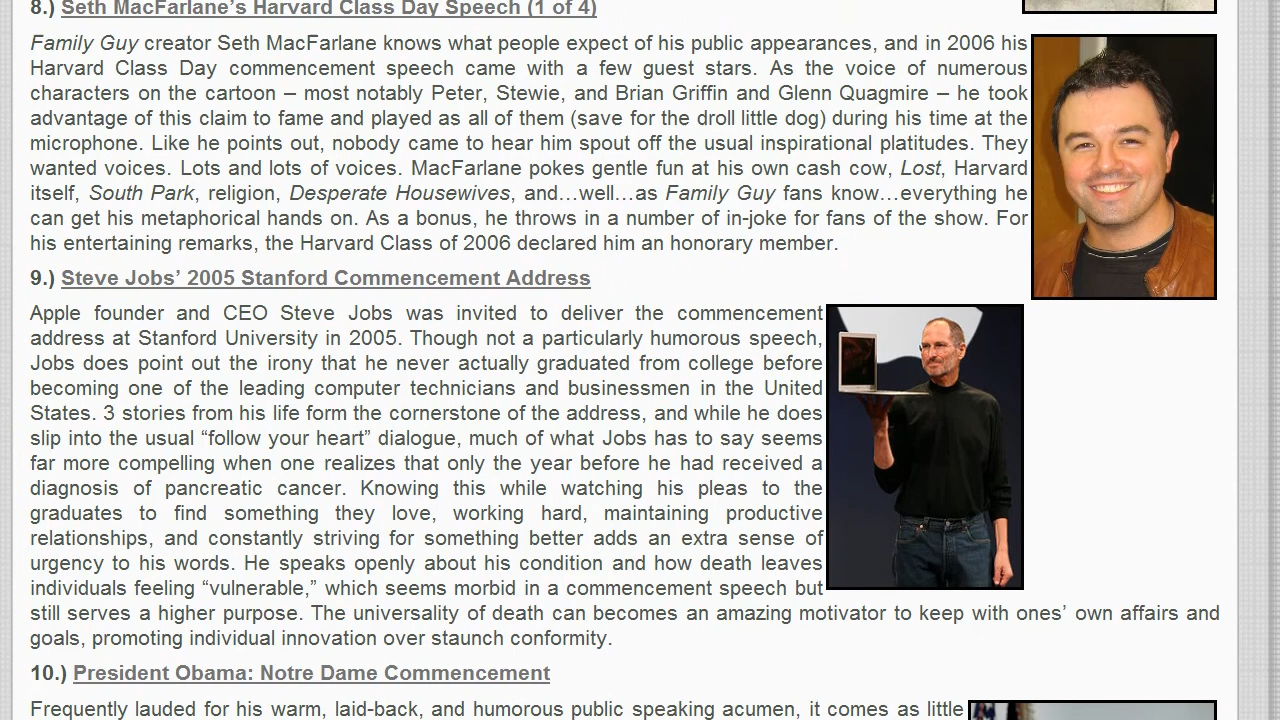 8.) Seth MacFarlane’s Harvard Class Day Speech (1 of 4)
Family Guy creator Seth MacFarlane knows what people expect of his public appearances, and in 2006 his
Harvard Class Day commencement speech came with a few guest stars. As the voice of numerous
characters on the cartoon – most notably Peter, Stewie, and Brian Griffin and Glenn Quagmire – he took
advantage of this claim to fame and played as all of them (save for the droll little dog) during his time at the
microphone. Like he points out, nobody came to hear him spout off the usual inspirational platitudes. They
wanted voices. Lots and lots of voices. MacFarlane pokes gentle fun at his own cash cow, Lost, Harvard
itself, South Park, religion, Desperate Housewives, and…well…as Family Guy fans know…everything he
can get his metaphorical hands on. As a bonus, he throws in a number of in-joke for fans of the show. For
his entertaining remarks, the Harvard Class of 2006 declared him an honorary member.
9.) Steve Jobs’ 2005 Stanford Commencement Address
Apple founder and CEO Steve Jobs was invited to deliver the commencement
address at Stanford University in 2005. Though not a particularly humorous speech,
Jobs does point out the irony that he never actually graduated from college before
becoming one of the leading computer technicians and businessmen in the United
States. 3 stories from his life form the cornerstone of the address, and while he does
slip into the usual “follow your heart” dialogue, much of what Jobs has to say seems
far more compelling when one realizes that only the year before he had received a
diagnosis of pancreatic cancer. Knowing this while watching his pleas to the
graduates to find something they love, working hard, maintaining productive
relationships, and constantly striving for something better adds an extra sense of
urgency to his words. He speaks openly about his condition and how death leaves
individuals feeling “vulnerable,” which seems morbid in a commencement speech but
still serves a higher purpose. The universality of death can becomes an amazing motivator to keep with ones’ own affairs and
goals, promoting individual innovation over staunch conformity.
10.) President Obama: Notre Dame Commencement
Frequently lauded for his warm, laid-back, and humorous public speaking acumen, it comes as little